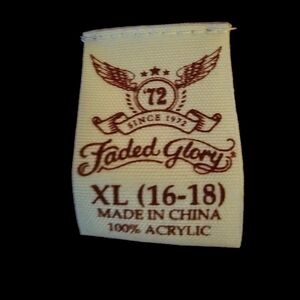 '72
SINCE 1972
Faded Glory
XL (16-18)
MADE IN CHINA
100% ACRYLIC